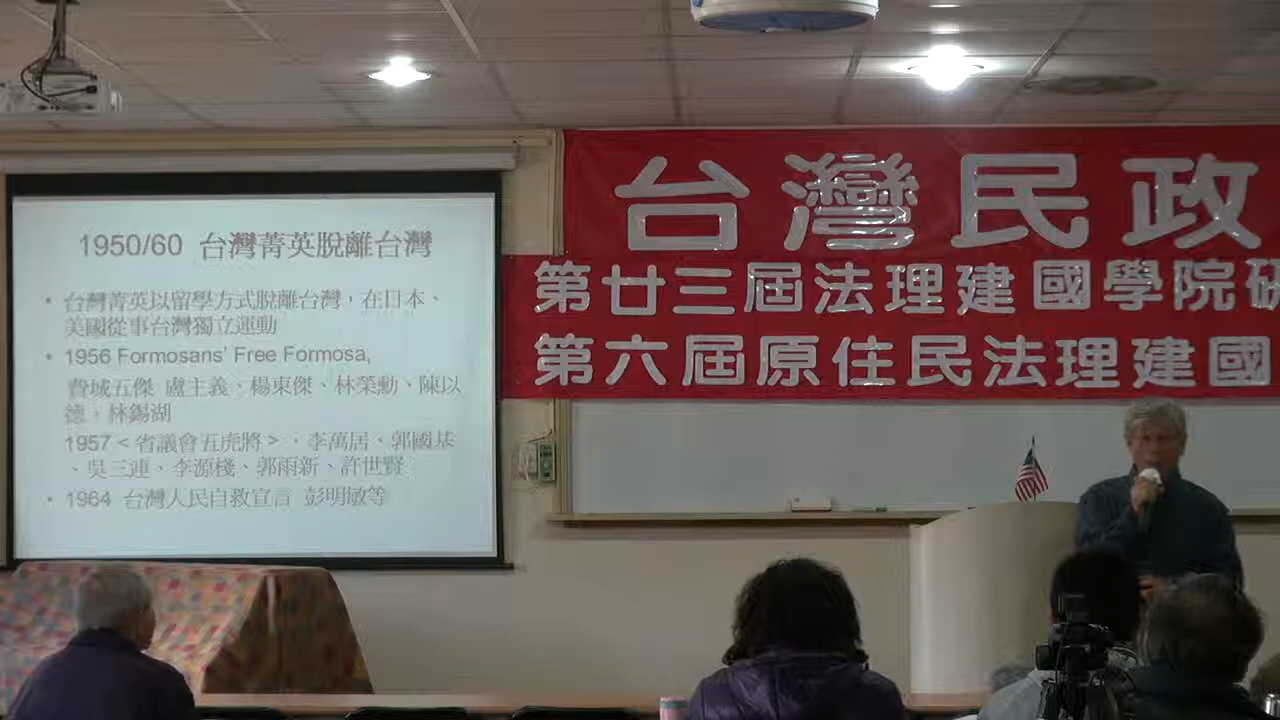 1950/60 台灣菁英脫離台灣
• 台灣菁英以留學方式脫離台灣，在日本、
美國從事台灣獨立運動
• 1956 Formosans' Free Formosa,
費城五傑 盧主義、楊東傑、林榮勳、陳以
德，林錫湖
1957＜省議會五虎將＞，李萬居、郭國基
、吳三連、李源棧、郭雨新、許世賢
• 1964 台灣人民自救宣言 彭明敏等
台灣民政
第廿三屆法理建國學院研
第六屆原住民法理建國